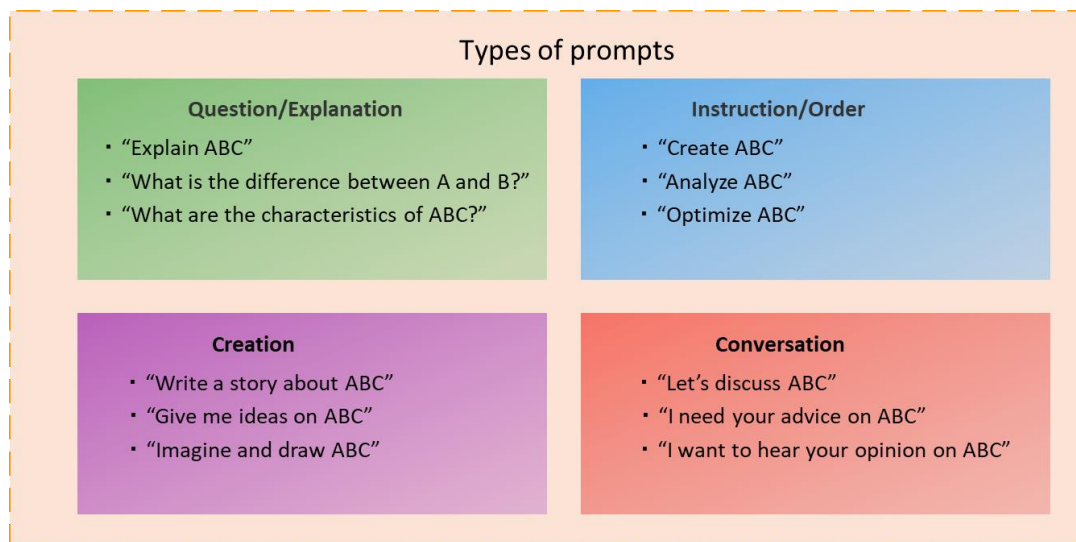 Types of prompts
Question/Explanation
・“Explain ABC”
・“What is the difference between A and B?”
・“What are the characteristics of ABC?”
Instruction/Order
・“Create ABC”
・“Analyze ABC”
・“Optimize ABC”
Creation
・“Write a story about ABC”
・“Give me ideas on ABC”
・“Imagine and draw ABC”
Conversation
・“Let’s discuss ABC”
・“I need your advice on ABC”
・“I want to hear your opinion on ABC”